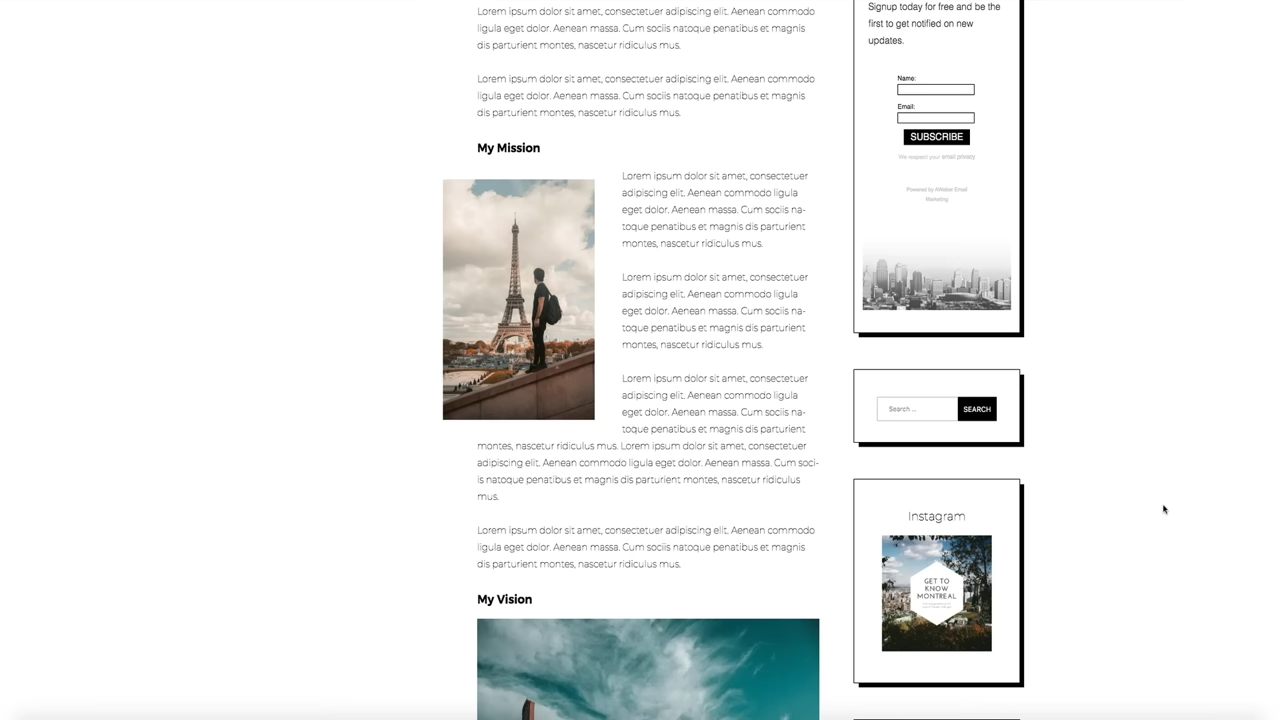 Lorem ipsum dolor sit amet, consectetuer adipiscing elit. Aenean commodo
ligula eget dolor. Aenean massa. Cum sociis natoque penatibus et magnis
dis parturient montes, nascetur ridiculus mus.
Lorem ipsum dolor sit amet, consectetuer adipiscing elit. Aenean commodo
ligula eget dolor. Aenean massa. Cum sociis natoque penatibus et magnis
dis parturient montes, nascetur ridiculus mus.
My Mission
Lorem ipsum dolor sit amet, consectetuer
adipiscing elit. Aenean commodo ligula
eget dolor. Aenean massa. Cum sociis na-
toque penatibus et magnis dis parturient
montes, nascetur ridiculus mus.
Lorem ipsum dolor sit amet, consectetuer
adipiscing elit. Aenean commodo ligula
eget dolor. Aenean massa. Cum sociis na-
toque penatibus et magnis dis parturient
montes, nascetur ridiculus mus.
Lorem ipsum dolor sit amet, consectetuer
adipiscing elit. Aenean commodo ligula
eget dolor. Aenean massa. Cum sociis na-
toque penatibus et magnis dis parturient
montes, nascetur ridiculus mus. Lorem ipsum dolor sit amet, consectetuer
adipiscing elit. Aenean commodo ligula eget dolor. Aenean massa. Cum soci-
is natoque penatibus et magnis dis parturient montes, nascetur ridiculus
mus.
Lorem ipsum dolor sit amet, consectetuer adipiscing elit. Aenean commodo
ligula eget dolor. Aenean massa. Cum sociis natoque penatibus et magnis
dis parturient montes, nascetur ridiculus mus.
My Vision
Signup today for free and be the
first to get notified on new
updates.
Name:
Email:
SUBSCRIBE
We respect your email privacy
Powered by AWeber Email
Marketing
Search ...
SEARCH
Instagram
GET TO
KNOW
MONTREAL